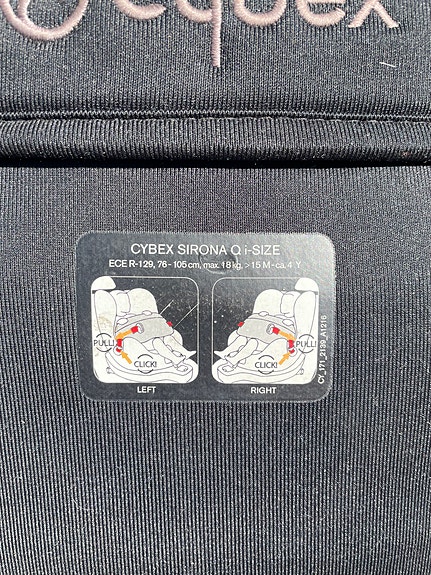 cybex
CYBEX SIRONA Q i-SIZE
ECE R-129, 76 - 105 cm, max. 18 kg, > 15 M - ca. 4 Y
PULL!
CLICK!
LEFT
CLICK!
PULL!
RIGHT
CY_171_2139_A1216